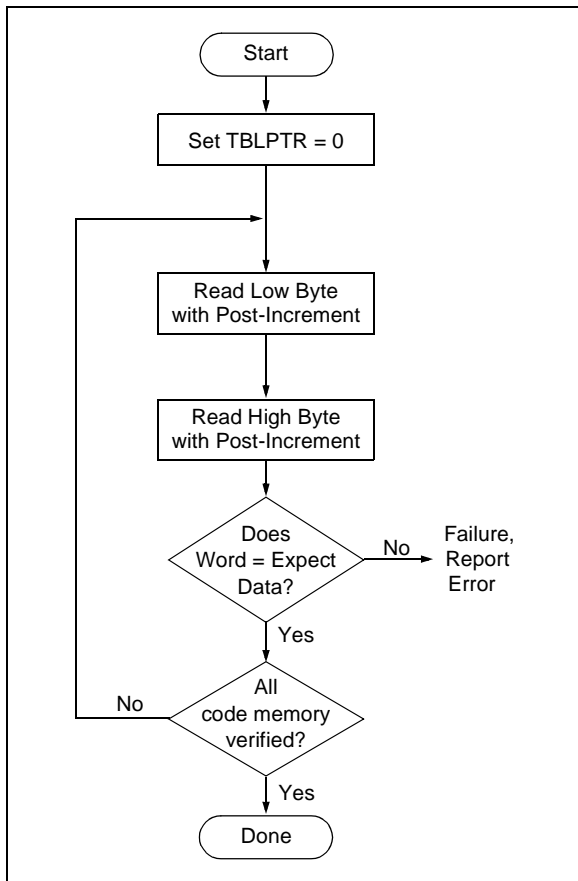 Start
Set TBLPTR = 0
Read Low Byte
with Post-Increment
Read High Byte
with Post-Increment
Does
Word = Expect
Data?
No
Failure,
Report
Error
Yes
All
code memory
verified?
No
Yes
Done